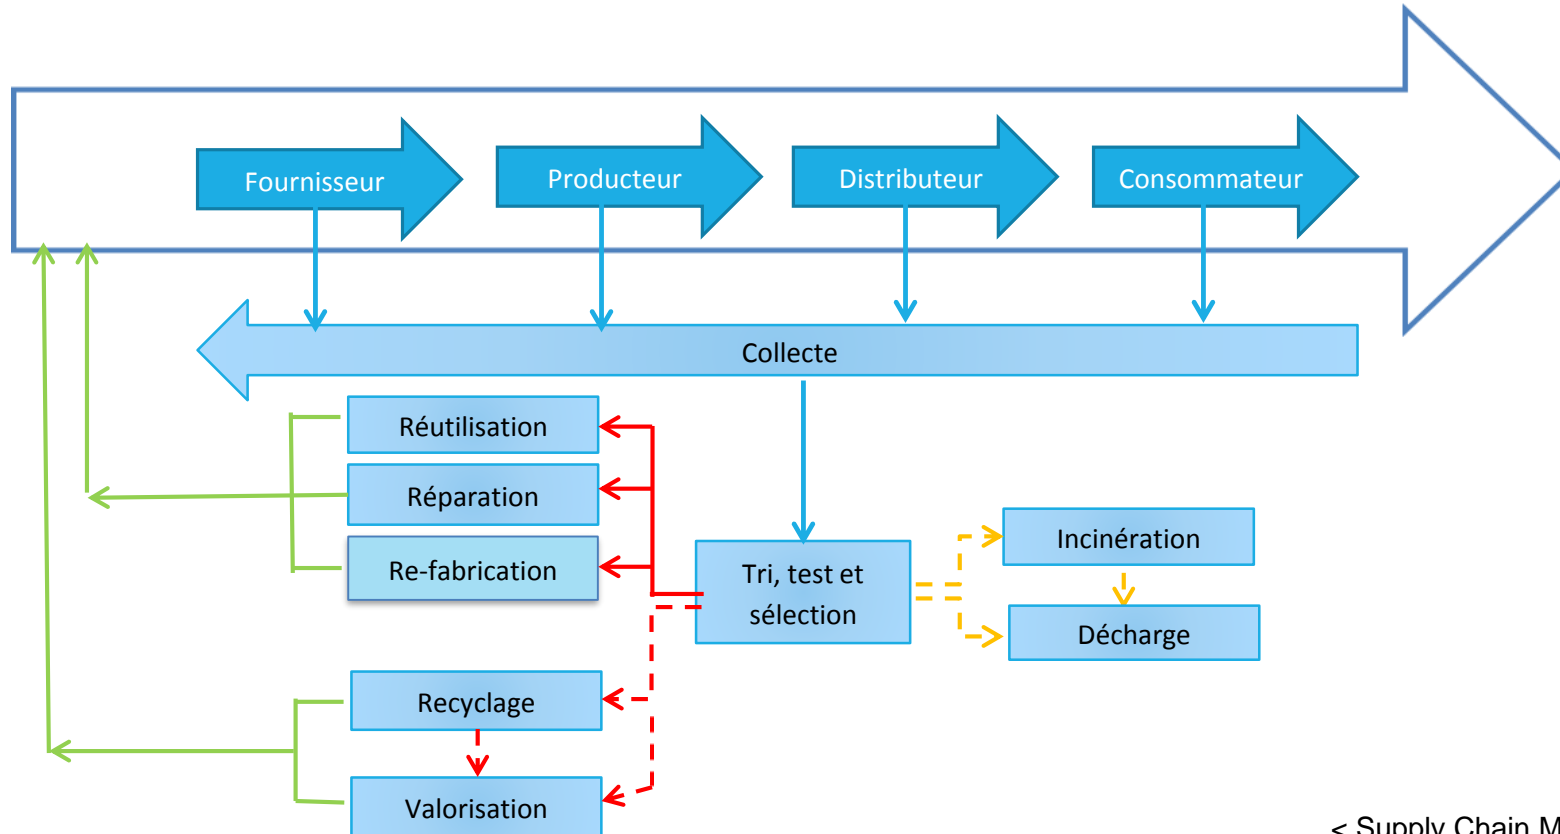 Fournisseur
Producteur
Distributeur
Consommateur
Collecte
Réutilisation
Réparation
Re-fabrication
Tri, test et
sélection
Incinération
Décharge
Recyclage
Valorisation
< Supply Chain M